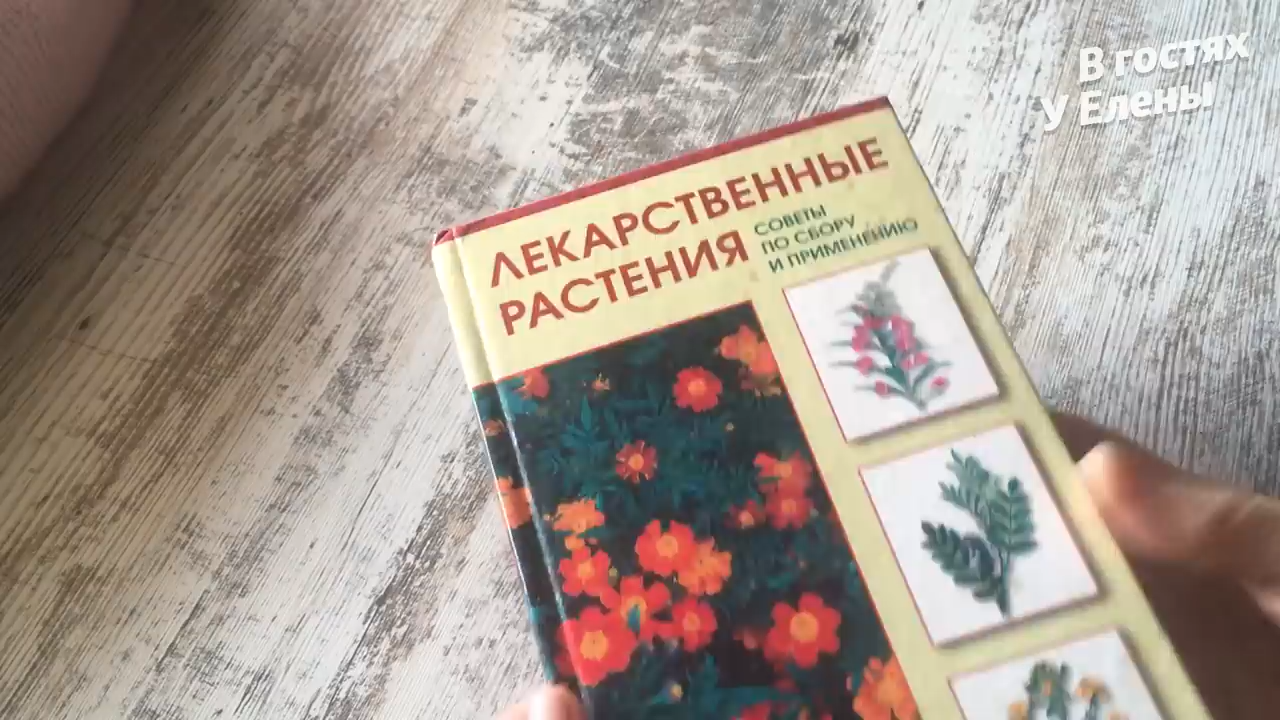 В гостях
у Елены
ЛЕКАРСТВЕННЫЕ
РАСТЕНИЯ
СОВЕТЫ
ПО СБОРУ
И ПРИМЕНЕНИЮ